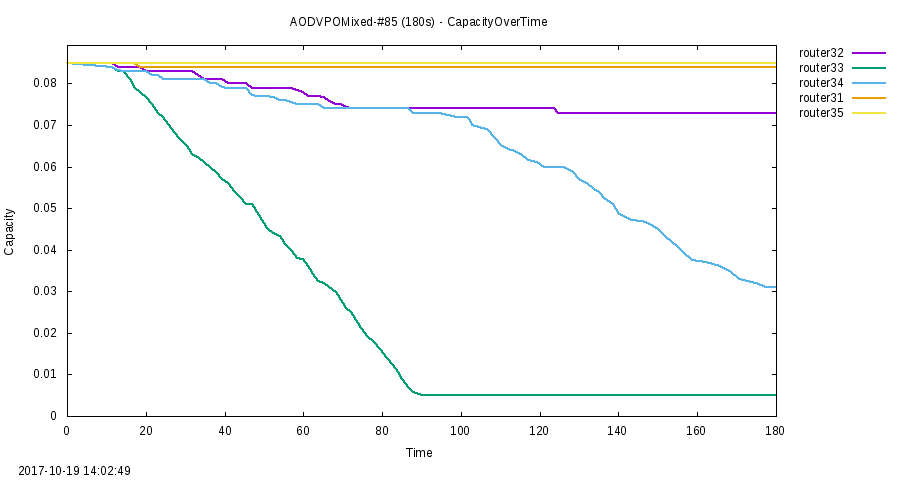 AODVPOMixed-#85 (180s) - CapacityOverTime
router32
router33
router34
router31
router35
0.08
0.07
0.06
0.05
0.04
0.03
0.02
0.01
0
Capacity
0 20 40 60 80 100 120 140 160 180
Time
2017-10-19 14:02:49